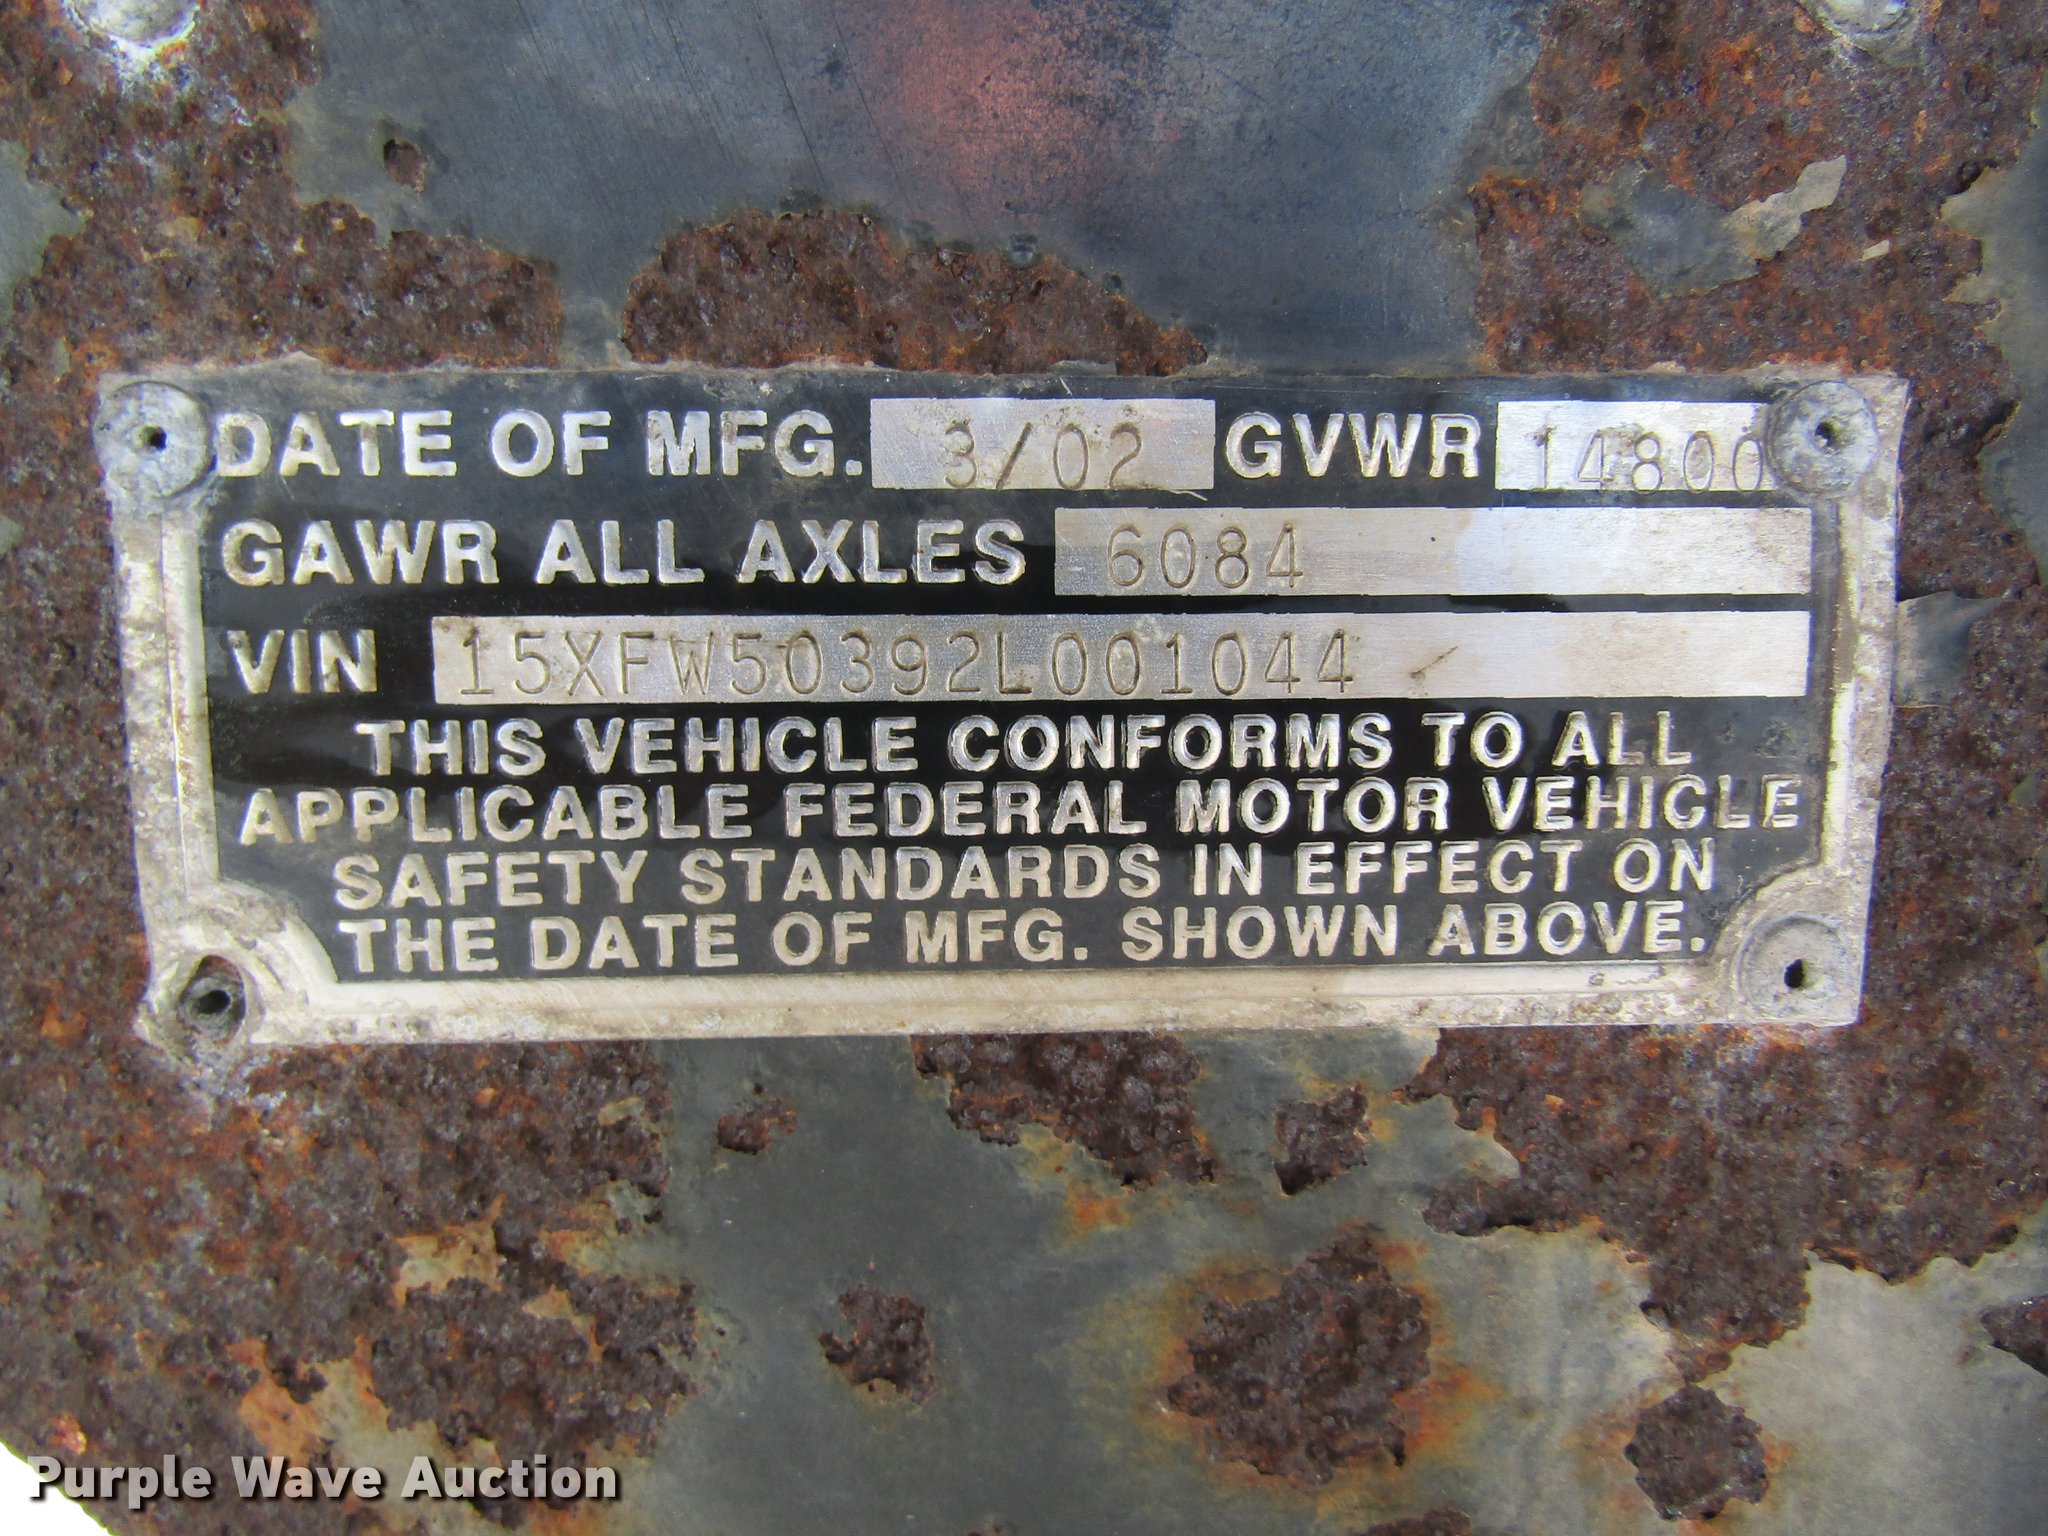 DATE OF MFG. 3/02 GVWR 14800
GAWR ALL AXLES 6084
VIN 15XFW50392L001044
THIS VEHICLE CONFORMS TO ALL
APPLICABLE FEDERAL MOTOR VEHICLE
SAFETY STANDARDS IN EFFECT ON
THE DATE OF MFG. SHOWN ABOVE.
Purple Wave Auction